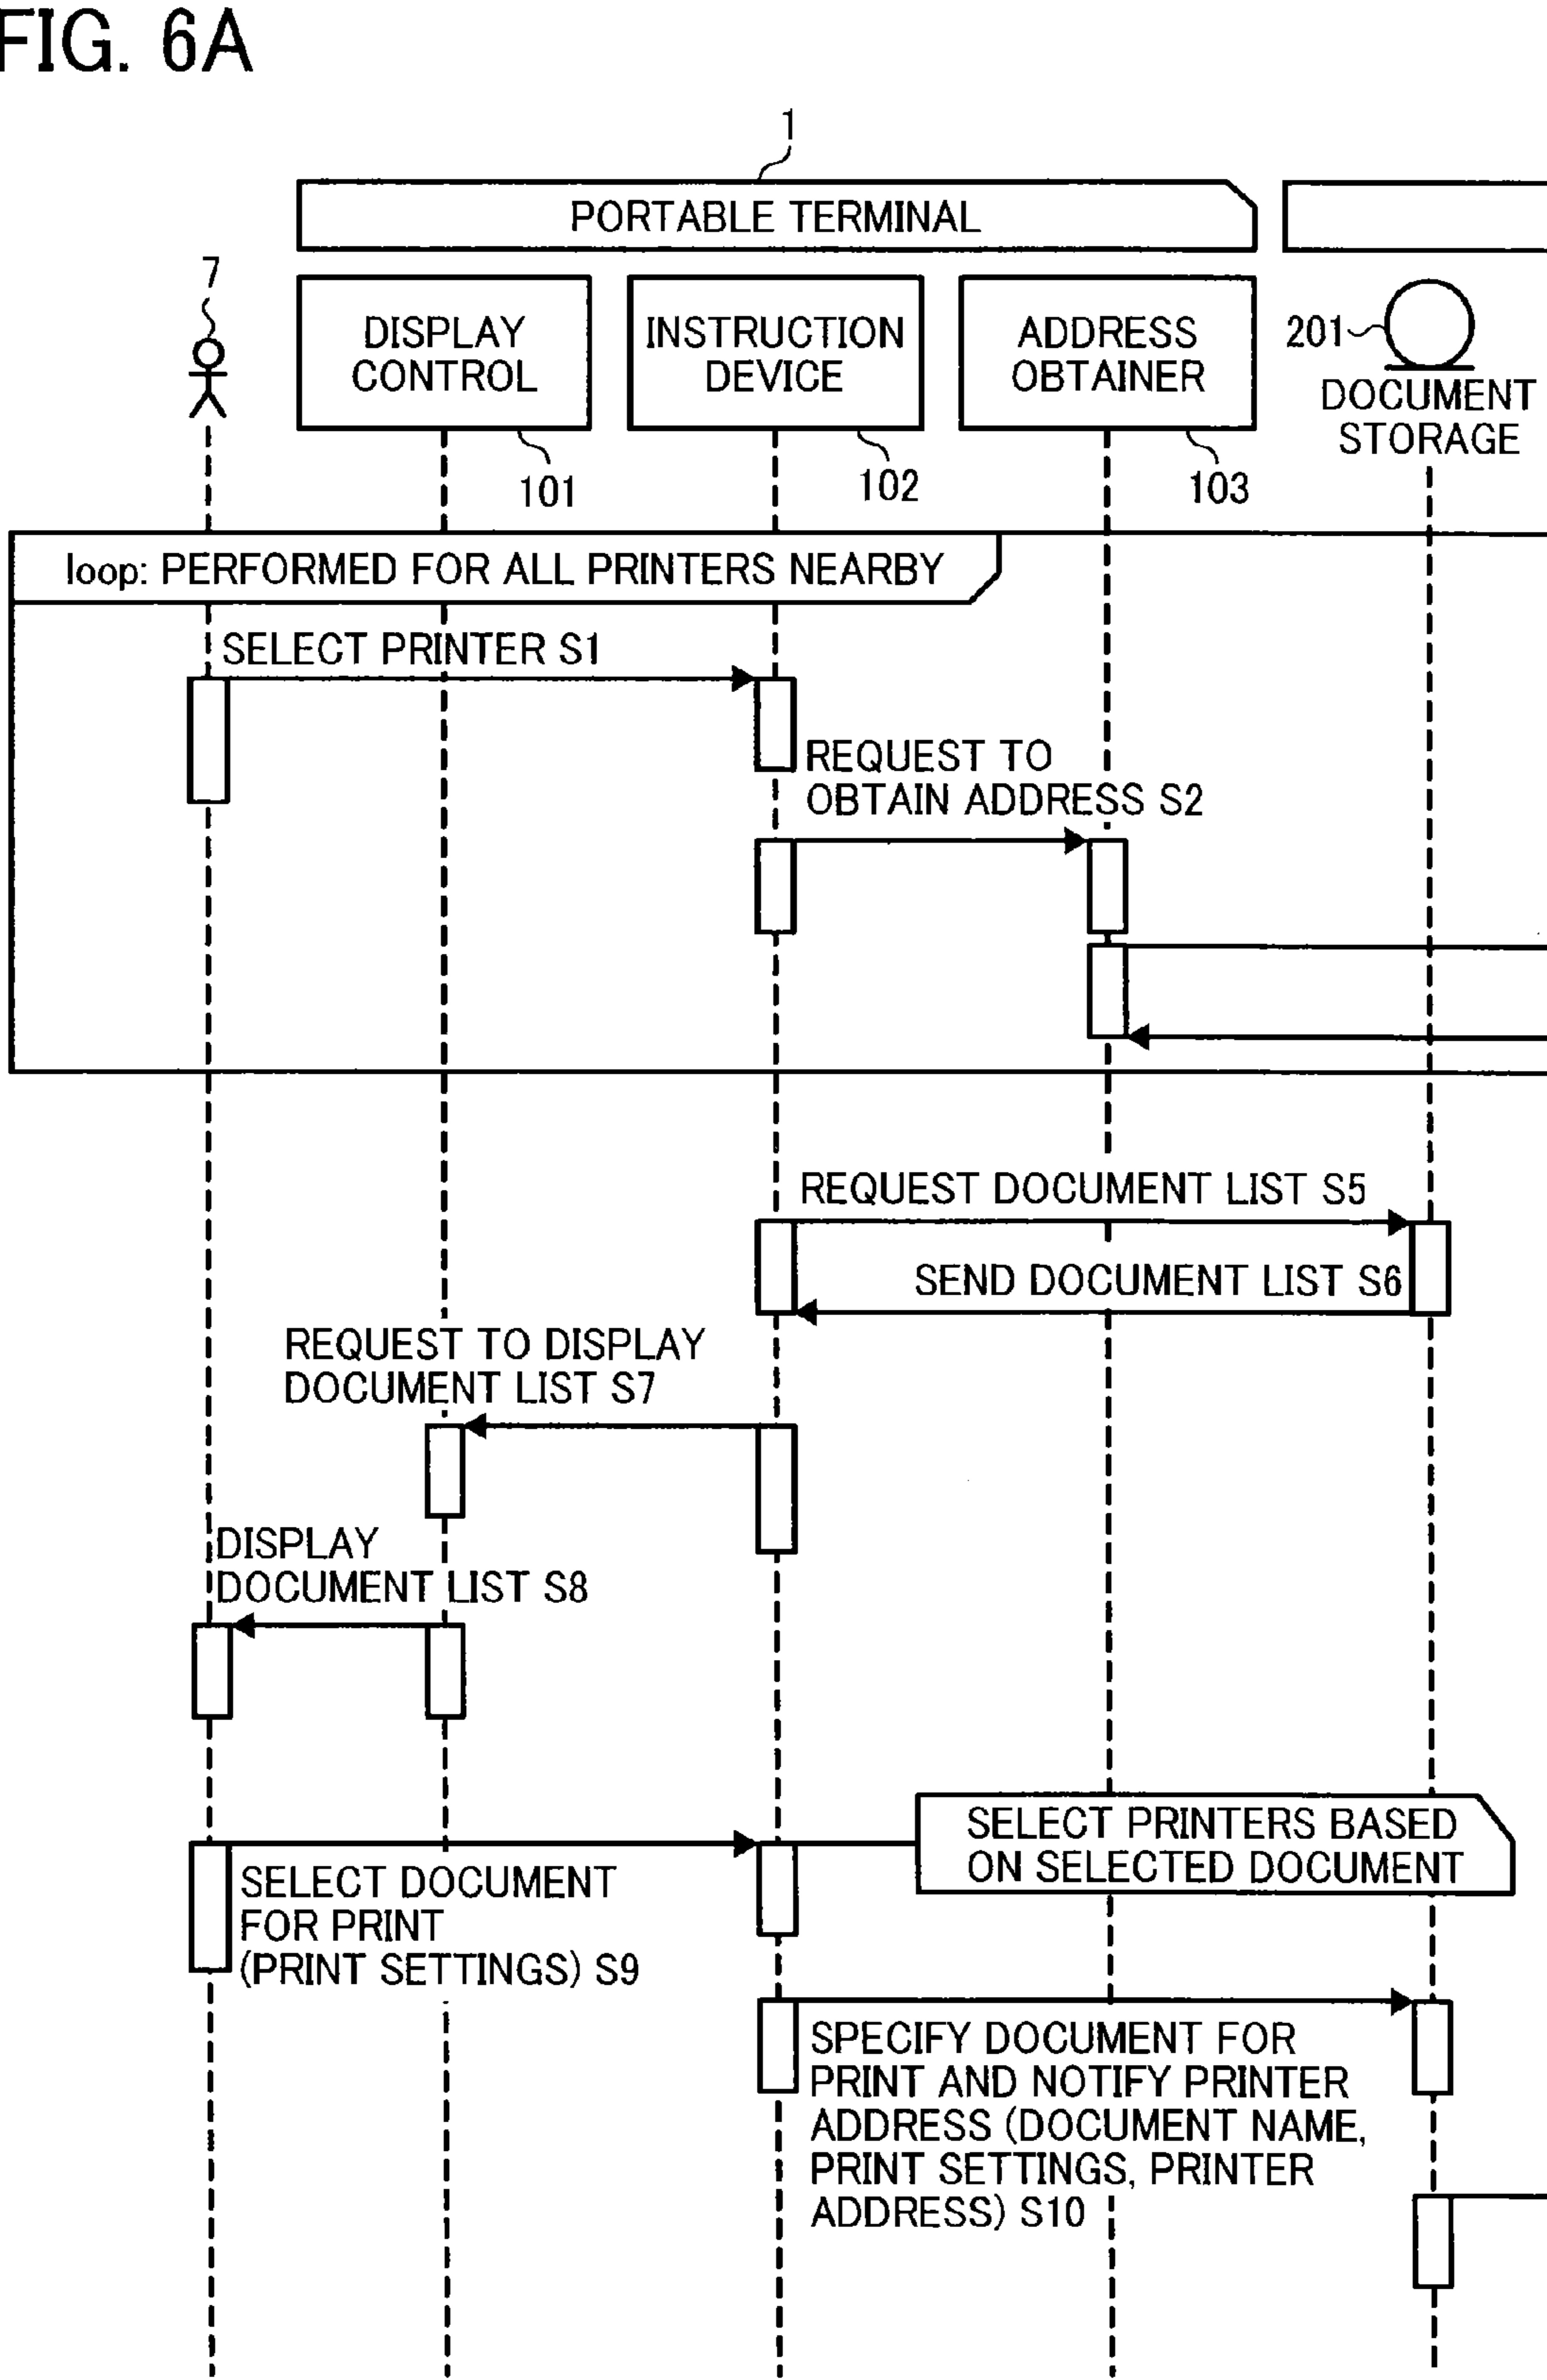 FIG. 6A
1
PORTABLE TERMINAL
7
DISPLAY
CONTROL
INSTRUCTION
DEVICE
ADDRESS
OBTAINER
201
DOCUMENT
STORAGE
101
102
103
loop: PERFORMED FOR ALL PRINTERS NEARBY
SELECT PRINTER S1
REQUEST TO
OBTAIN ADDRESS S2
REQUEST DOCUMENT LIST S5
SEND DOCUMENT LIST S6
REQUEST TO DISPLAY
DOCUMENT LIST S7
DISPLAY
DOCUMENT LIST S8
SELECT PRINTERS BASED
ON SELECTED DOCUMENT
SELECT DOCUMENT
FOR PRINT
(PRINT SETTINGS) S9
SPECIFY DOCUMENT FOR
PRINT AND NOTIFY PRINTER
ADDRESS (DOCUMENT NAME,
PRINT SETTINGS, PRINTER
ADDRESS) S10